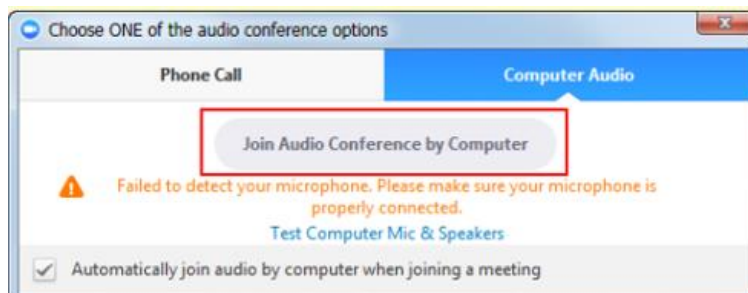 Choose ONE of the audio conference options
Phone Call
Computer Audio
Join Audio Conference by Computer
Failed to detect your microphone. Please make sure your microphone is
properly connected.
Test Computer Mic & Speakers
Automatically join audio by computer when joining a meeting